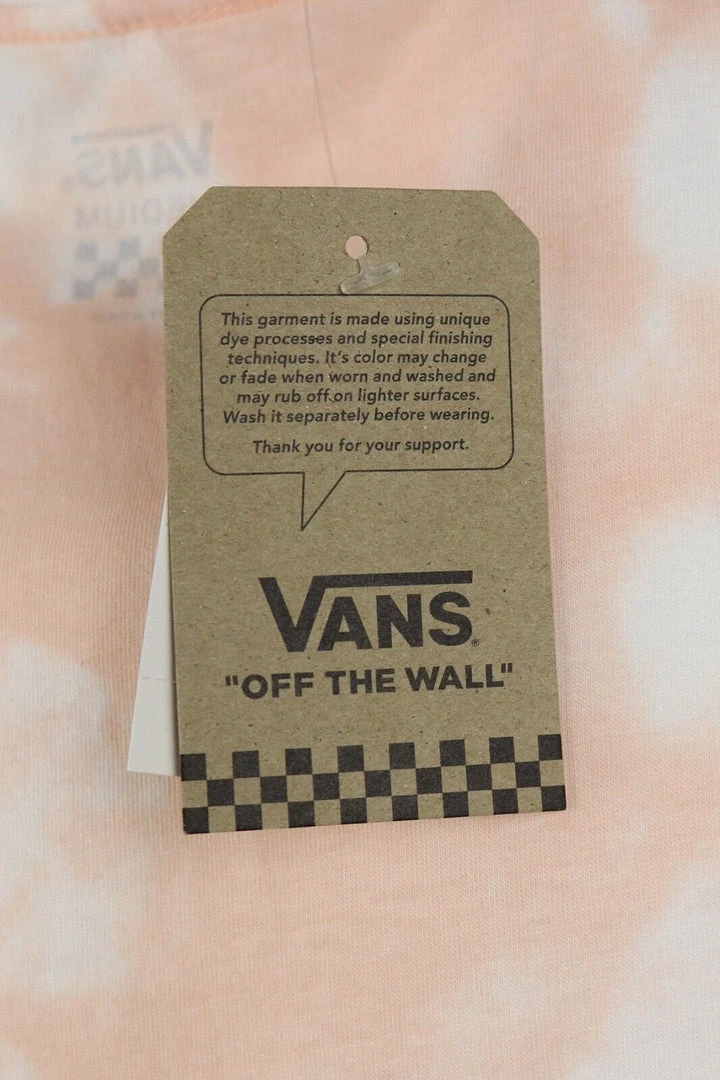 This garment is made using unique
dye processes and special finishing
techniques. It's color may change
or fade when worn and washed and
may rub off on lighter surfaces.
Wash it separately before wearing.
Thank you for your support.
VANS®
"OFF THE WALL"
VANS®